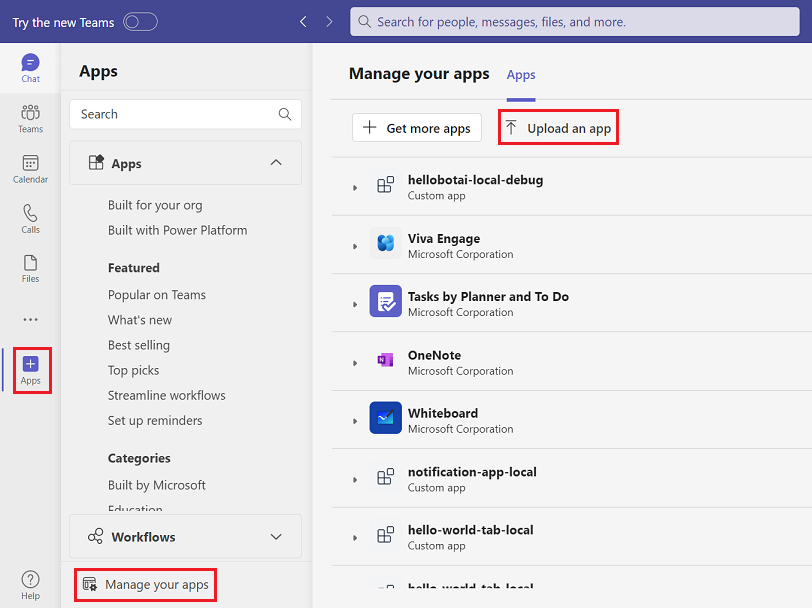 Try the new Teams
Search for people, messages, files, and more.
Chat
Teams
Calendar
Calls
Files
Apps
Help
Apps
Search
Apps
Built for your org
Built with Power Platform
Featured
Popular on Teams
What's new
Best selling
Top picks
Streamline workflows
Set up reminders
Categories
Built by Microsoft
Education
Workflows
Manage your apps
Manage your apps
Apps
Get more apps
Upload an app
hellobotai-local-debug
Custom app
Viva Engage
Microsoft Corporation
Tasks by Planner and To Do
Microsoft Corporation
N
OneNote
Microsoft Corporation
Whiteboard
Microsoft Corporation
notification-app-local
Custom app
hello-world-tab-local
Custom app
hello-world-tab-local